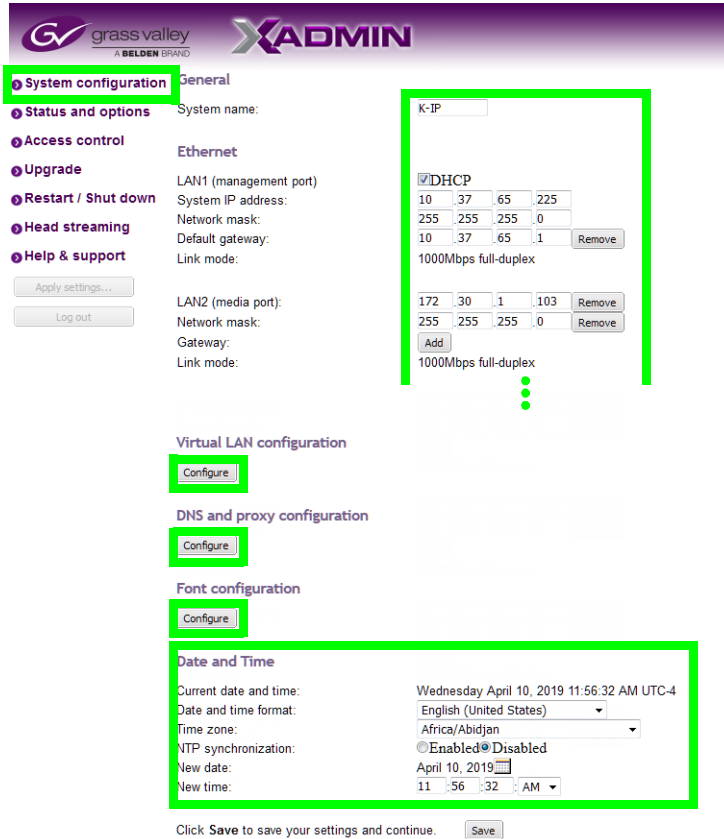 GV grass valley
A BELDEN BRAND
XADMIN
System configuration
Status and options
Access control
Upgrade
Restart / Shut down
Head streaming
Help & support
Apply settings...
Log out
General
System name: K-IP
Ethernet
LAN1 (management port) DHCP
System IP address: 10 .37 .65 .225
Network mask: 255 .255 .255 .0
Default gateway: 10 .37 .65 .1 Remove
Link mode: 1000Mbps full-duplex
LAN2 (media port): 172 .30 .1 .103 Remove
Network mask: 255 .255 .255 .0 Remove
Gateway: Add
Link mode: 1000Mbps full-duplex
Virtual LAN configuration
Configure
DNS and proxy configuration
Configure
Font configuration
Configure
Date and Time
Current date and time: Wednesday April 10, 2019 11:56:32 AM UTC-4
Date and time format: English (United States)
Time zone: Africa/Abidjan
NTP synchronization: Enabled Disabled
New date: April 10, 2019
New time: 11 :56 :32 : AM
Click Save to save your settings and continue. Save